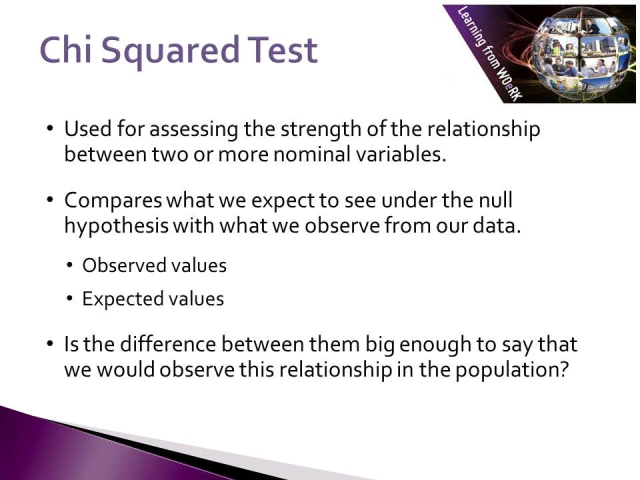 Chi Squared Test
Learning from WOeRK
• Used for assessing the strength of the relationship
between two or more nominal variables.
• Compares what we expect to see under the null
hypothesis with what we observe from our data.
• Observed values
• Expected values
• Is the difference between them big enough to say that
we would observe this relationship in the population?